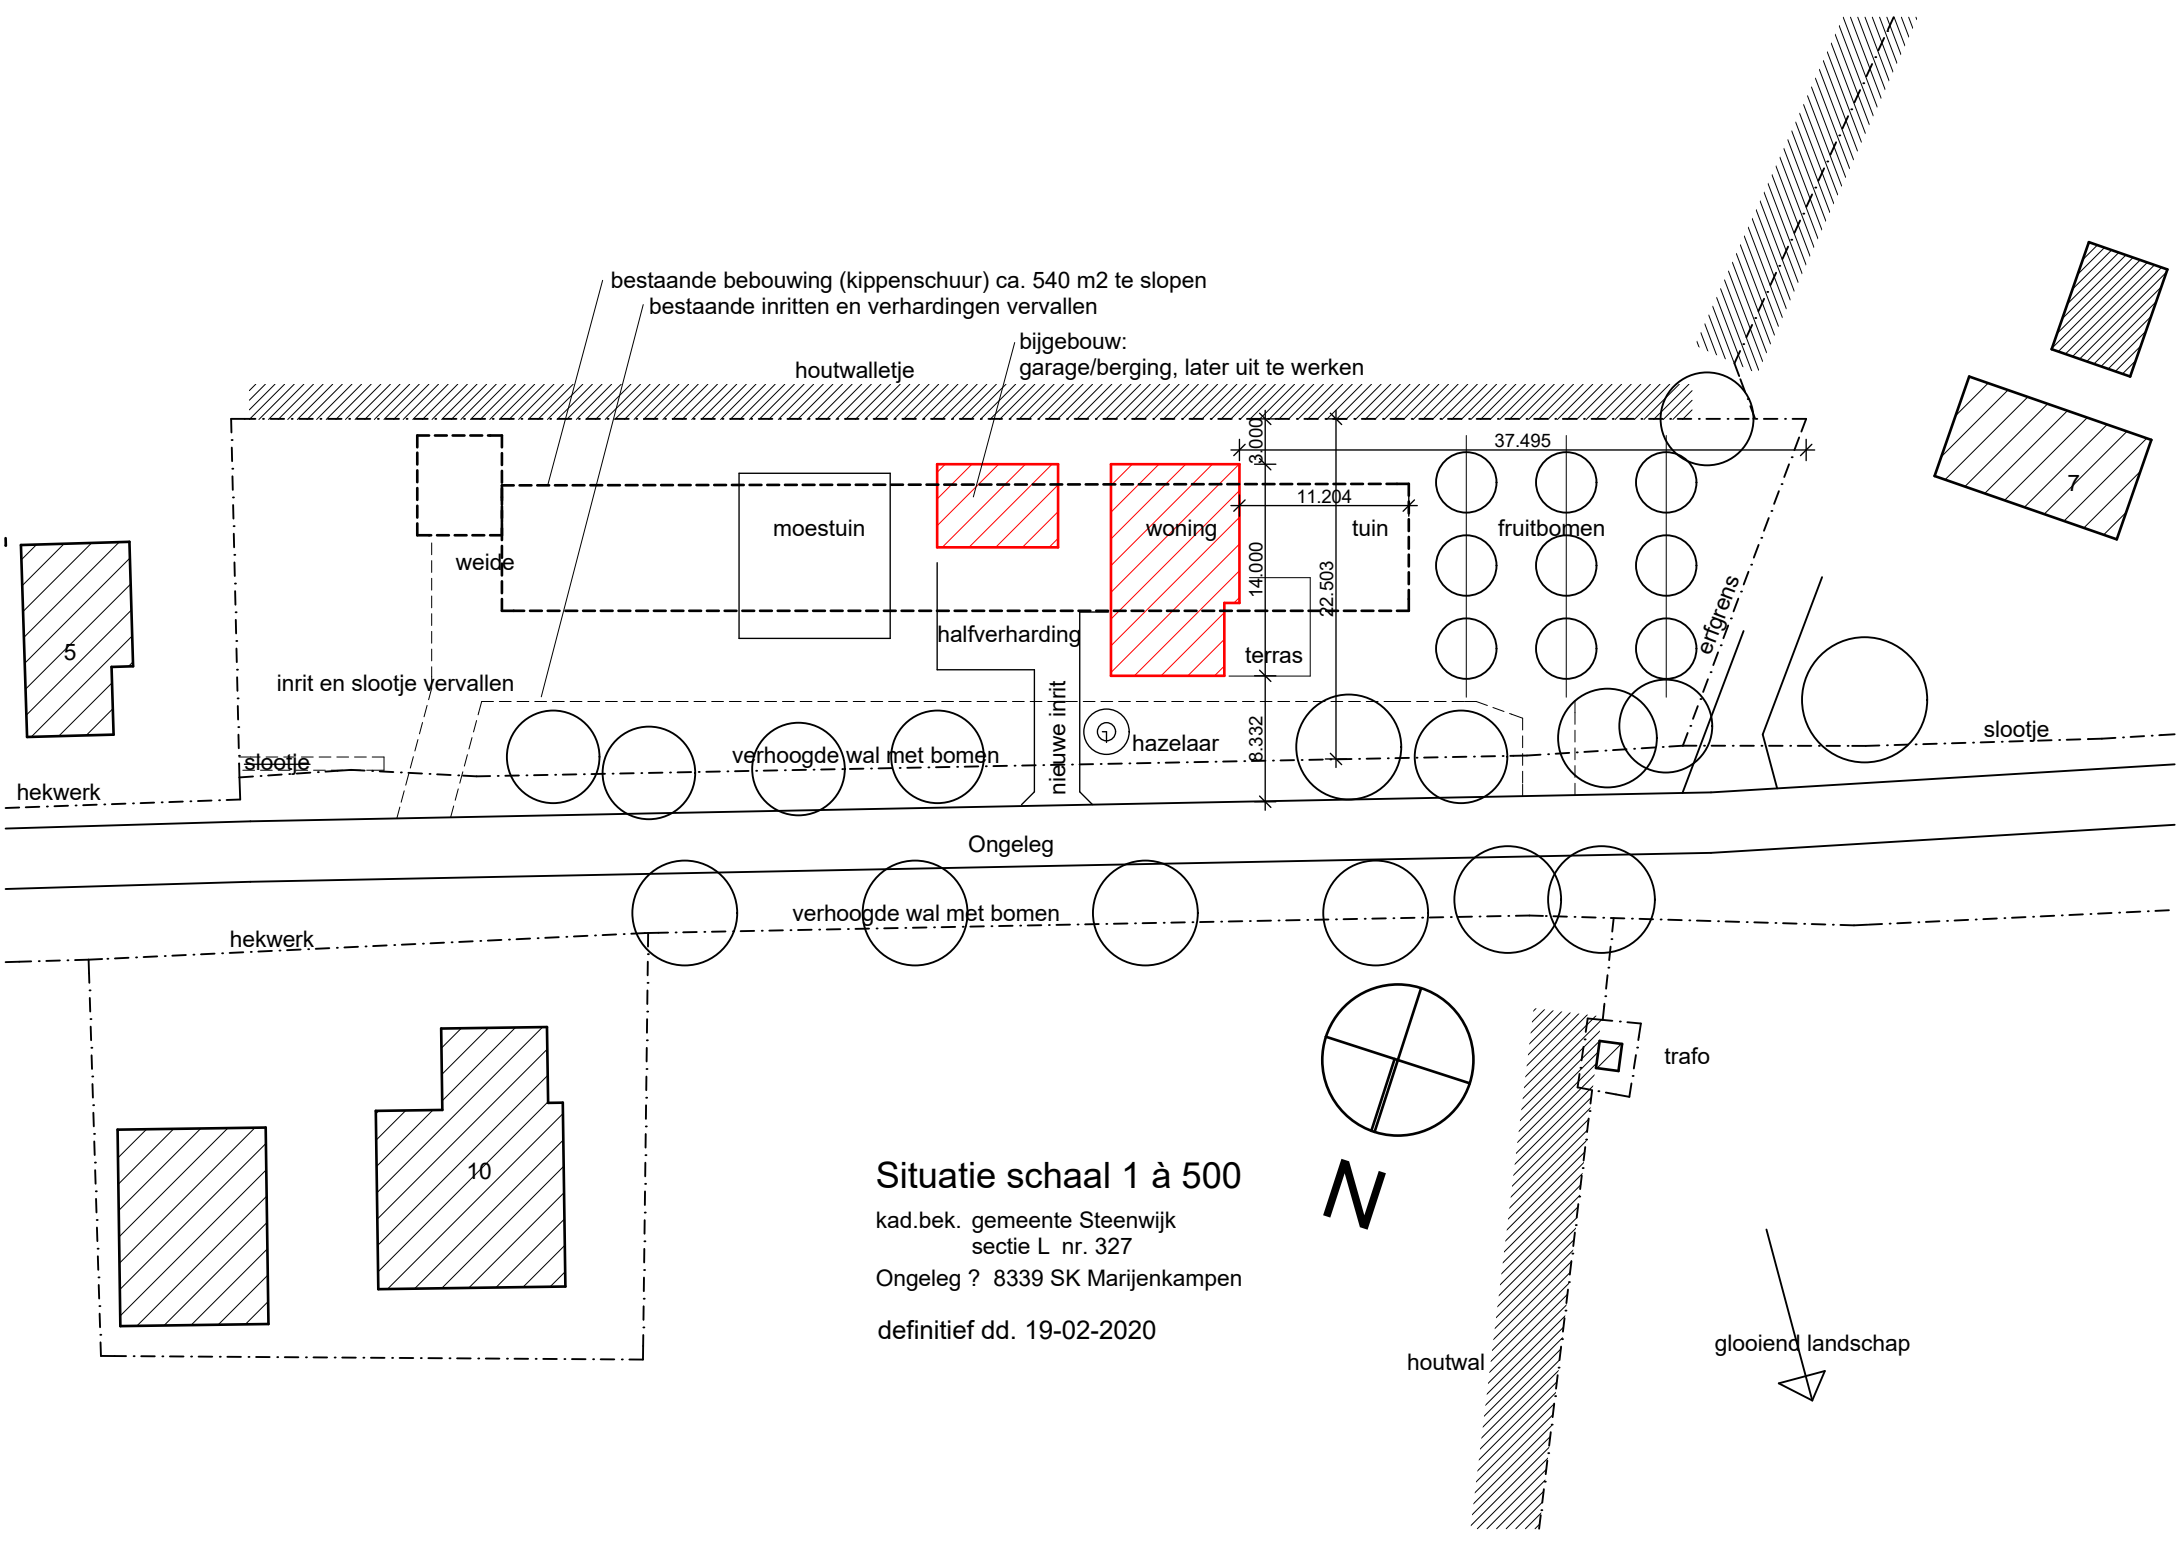 bestaande bebouwing (kippenschuur) ca. 540 m2 te slopen
bestaande inritten en verhardingen vervallen
bijgebouw:
garage/berging, later uit te werken
houtwalletje
3.000
37.495
11.204
7
moestuin
woning
tuin
fruitbomen
weide
14.000
22.503
erfgrens
5
halfverharding
terras
inrit en slootje vervallen
nieuwe inrit
8.332
hazelaar
slootje
verhoogde wal met bomen
slootje
hekwerk
Ongeleg
verhoogde wal met bomen
hekwerk
trafo
N
10
Situatie schaal 1 à 500
kad.bek. gemeente Steenwijk
sectie L nr. 327
Ongeleg ? 8339 SK Marijenkampen
definitief dd. 19-02-2020
houtwal
glooiend landschap